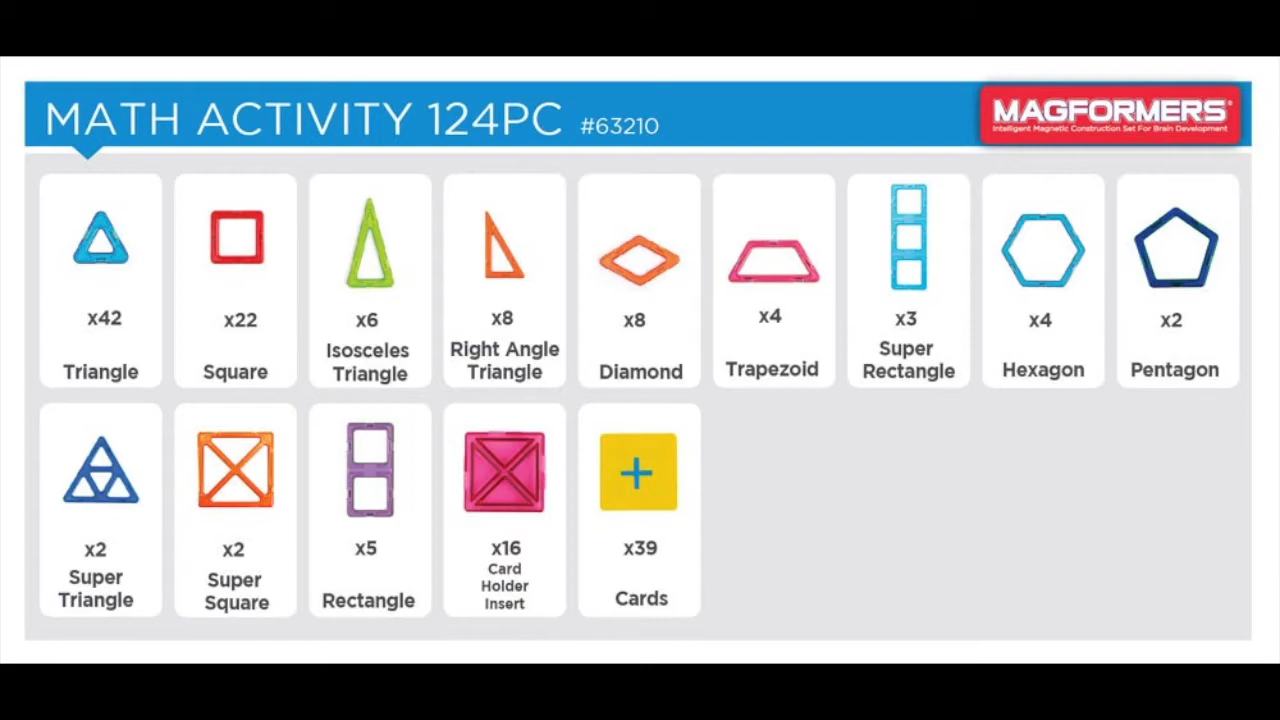 MATH ACTIVITY 124PC #63210
MAGFORMERS®
Intelligent Magnetic Construction Set For Brain Development
x42
Triangle
x22
Square
x6
Isosceles
Triangle
x8
Right Angle
Triangle
x8
Diamond
x4
Trapezoid
x3
Super
Rectangle
x4
Hexagon
x2
Pentagon
x2
Super
Triangle
x2
Super
Square
x5
Rectangle
x16
Card
Holder
Insert
+
x39
Cards